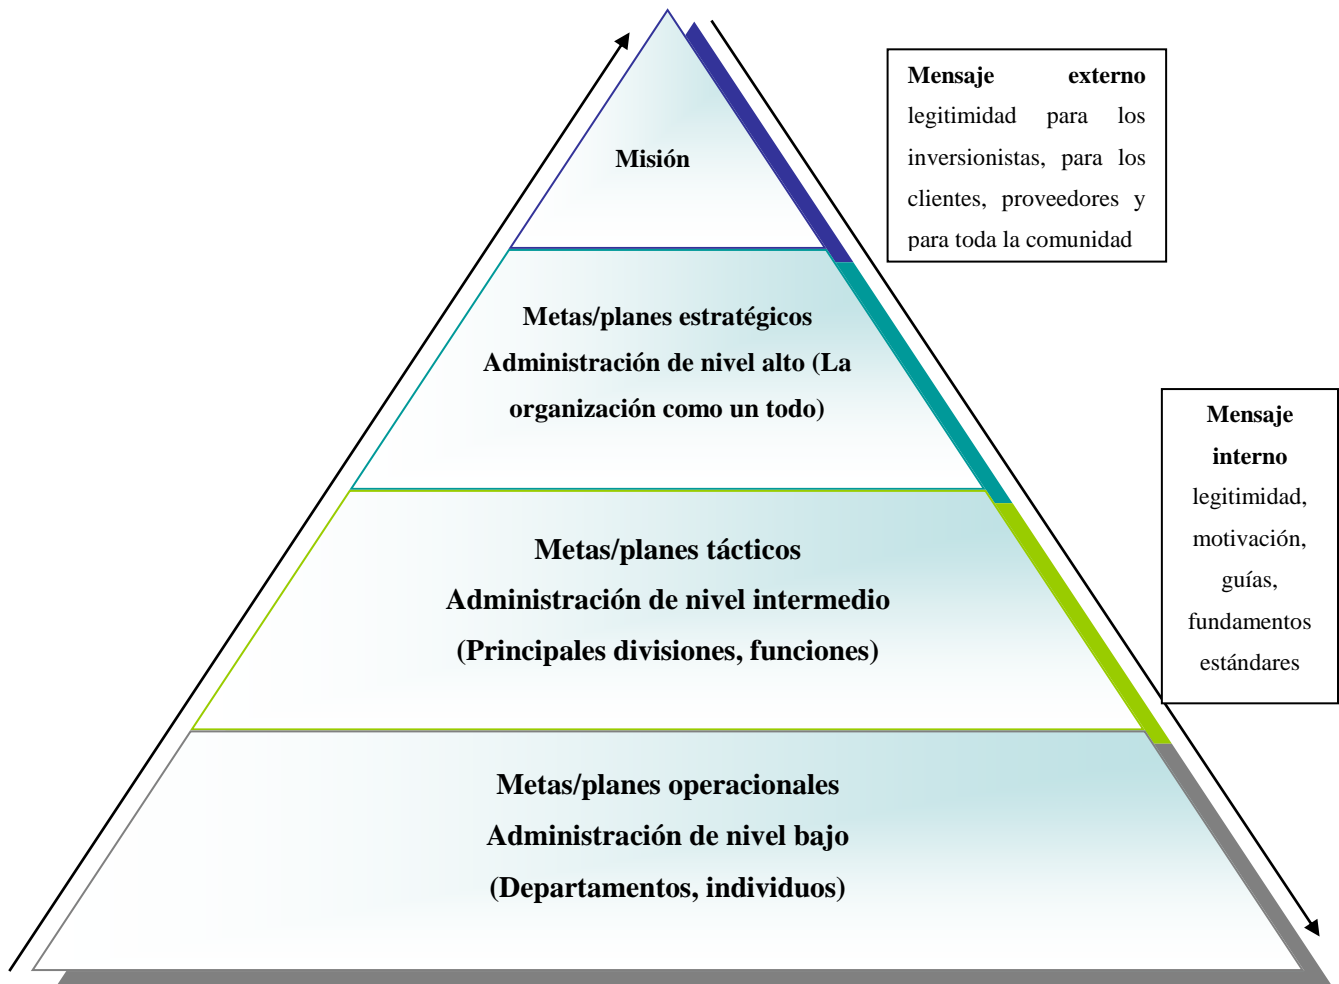 Misión
Metas/planes estratégicos
Administración de nivel alto (La
organización como un todo)
Metas/planes tácticos
Administración de nivel intermedio
(Principales divisiones, funciones)
Metas/planes operacionales
Administración de nivel bajo
(Departamentos, individuos)
Mensaje externo
legitimidad para los
inversionistas, para los
clientes, proveedores y
para toda la comunidad
Mensaje
interno
legitimidad,
motivación,
guías,
fundamentos
estándares